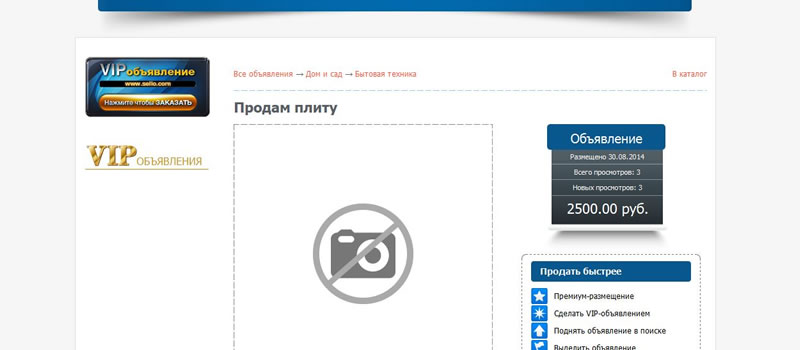 VIP объявление
www.sello.com
Нажмите чтобы ЗАКАЗАТЬ
VIP ОБЪЯВЛЕНИЯ
Все объявления → Дом и сад → Бытовая техника
В каталог
Продам плиту
Объявление
Размещено 30.08.2014
Всего просмотров: 3
Новых просмотров: 3
2500.00 руб.
Продать быстрее
Премиум-размещение
Сделать VIP-объявлением
Поднять объявление в поиске
Выделить объявление